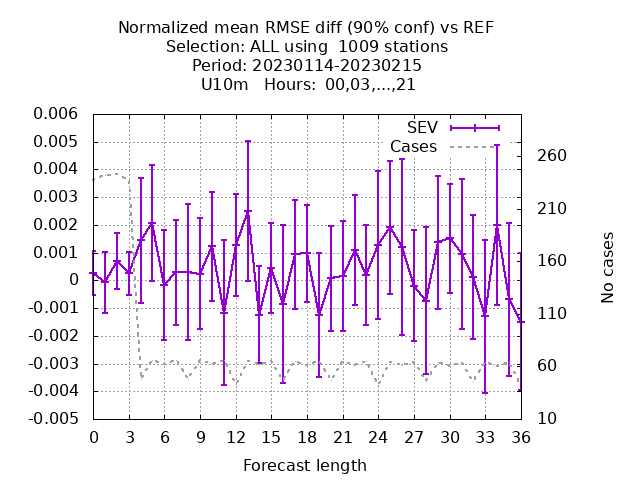 Normalized mean RMSE diff (90% conf) vs REF
Selection: ALL using  1009 stations
Period: 20230114-20230215
U10m   Hours:  00,03,...,21
0.006
0.005
0.004
0.003
0.002
0.001
0
-0.001
-0.002
-0.003
-0.004
-0.005
SEV
Cases
260
210
160
110
60
10
No cases
0 3 6 9 12 15 18 21 24 27 30 33 36
Forecast length